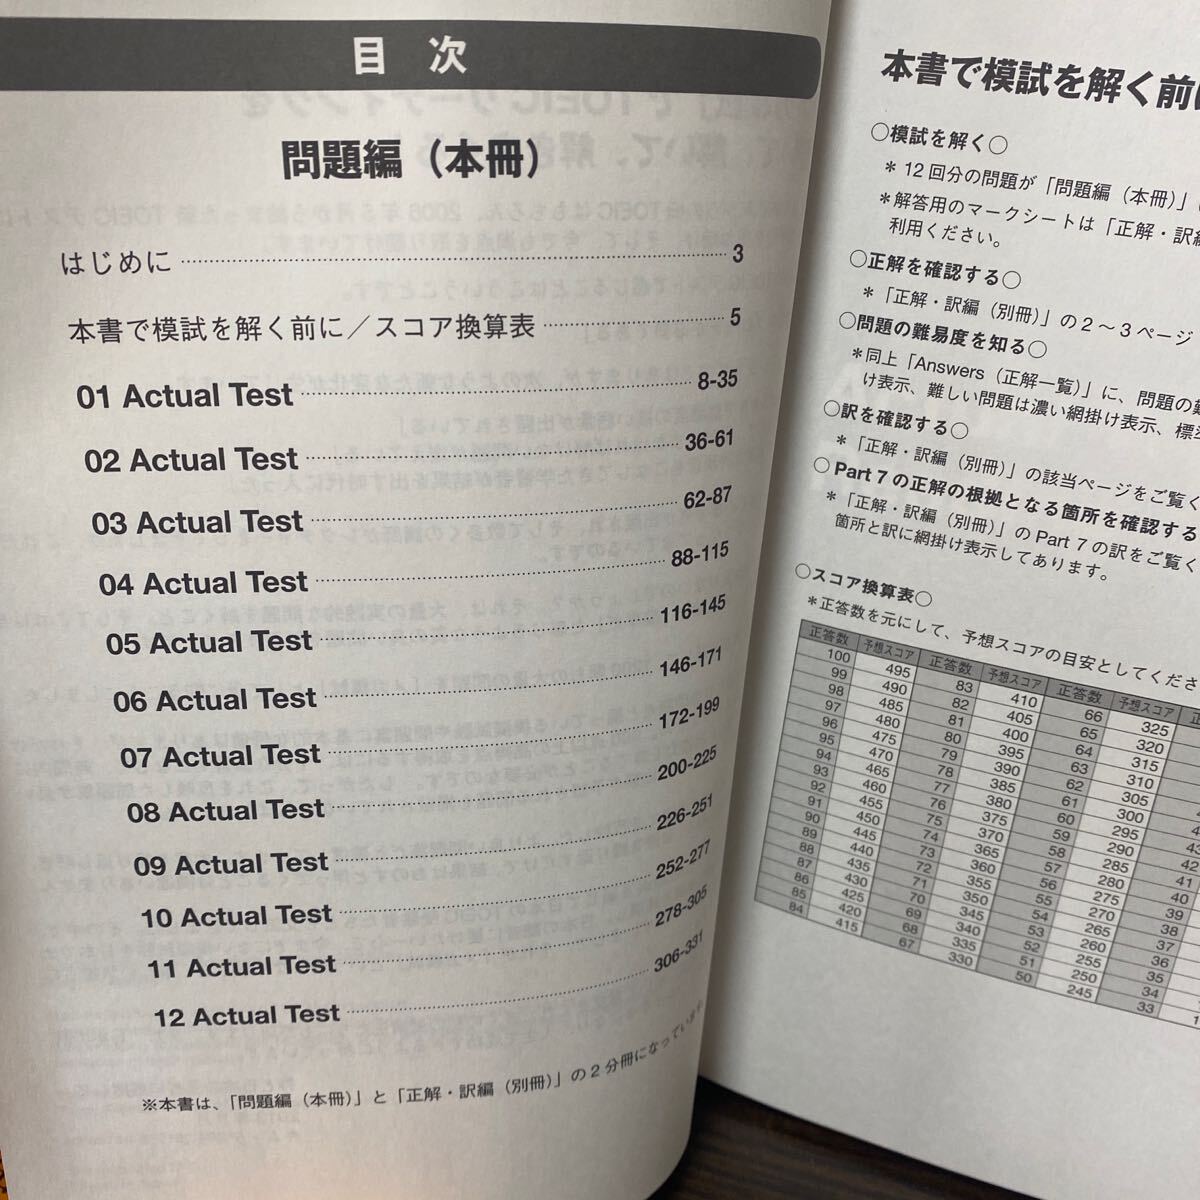 目 次
問題編（本冊）
はじめに 3
本書で模試を解く前に／スコア換算表 5
01 Actual Test 8-35
02 Actual Test 36-61
03 Actual Test 62-87
04 Actual Test 88-115
05 Actual Test 116-145
06 Actual Test 146-171
07 Actual Test 172-199
08 Actual Test 200-225
09 Actual Test 226-251
10 Actual Test 252-277
11 Actual Test 278-305
12 Actual Test 306-331
※本書は、「問題編（本冊）」と「正解・訳編（別冊）」の2分冊になっています
本書で模試を解く前
○模試を解く○
＊12回分の問題が「問題編（本冊）」
＊解答用のマークシートは「正解・訳編
利用ください。
○正解を確認する○
＊「正解・訳編（別冊）」の2～3ページ
○問題の難易度を知る○
＊同上「Answers（正解一覧）」に、問題の難
け表示、難しい問題は濃い網掛け表示、標準
○訳を確認する○
＊「正解・訳編（別冊）」の該当ページをご覧く
○Part 7の正解の根拠となる箇所を確認する
＊「正解・訳編（別冊）」のPart 7の訳をご覧く
箇所と訳に網掛け表示してあります。
○スコア換算表○
＊正答数を元にして、予想スコアの目安としてくださ
正答数 予想スコア 正答数 予想スコア 正答数 予想スコア
100 495 83 410 66 325
99 490 82 405 65 320
98 485 81 400 64 315
97 480 80 395 63 310
96 475 79 390 62 305
95 470 78 385 61 300
94 465 77 380 60 295
93 460 76 375 59 290
92 455 75 370 58 285
91 450 74 365 57 280
90 445 73 360 56 275
89 440 72 355 55 270
88 435 71 350 54 265
87 430 70 345 53 260
86 425 69 340 52 255
85 420 68 335 51 250
84 415 67 330 50 245
42
41
40
39
38
37
36
35
34
33